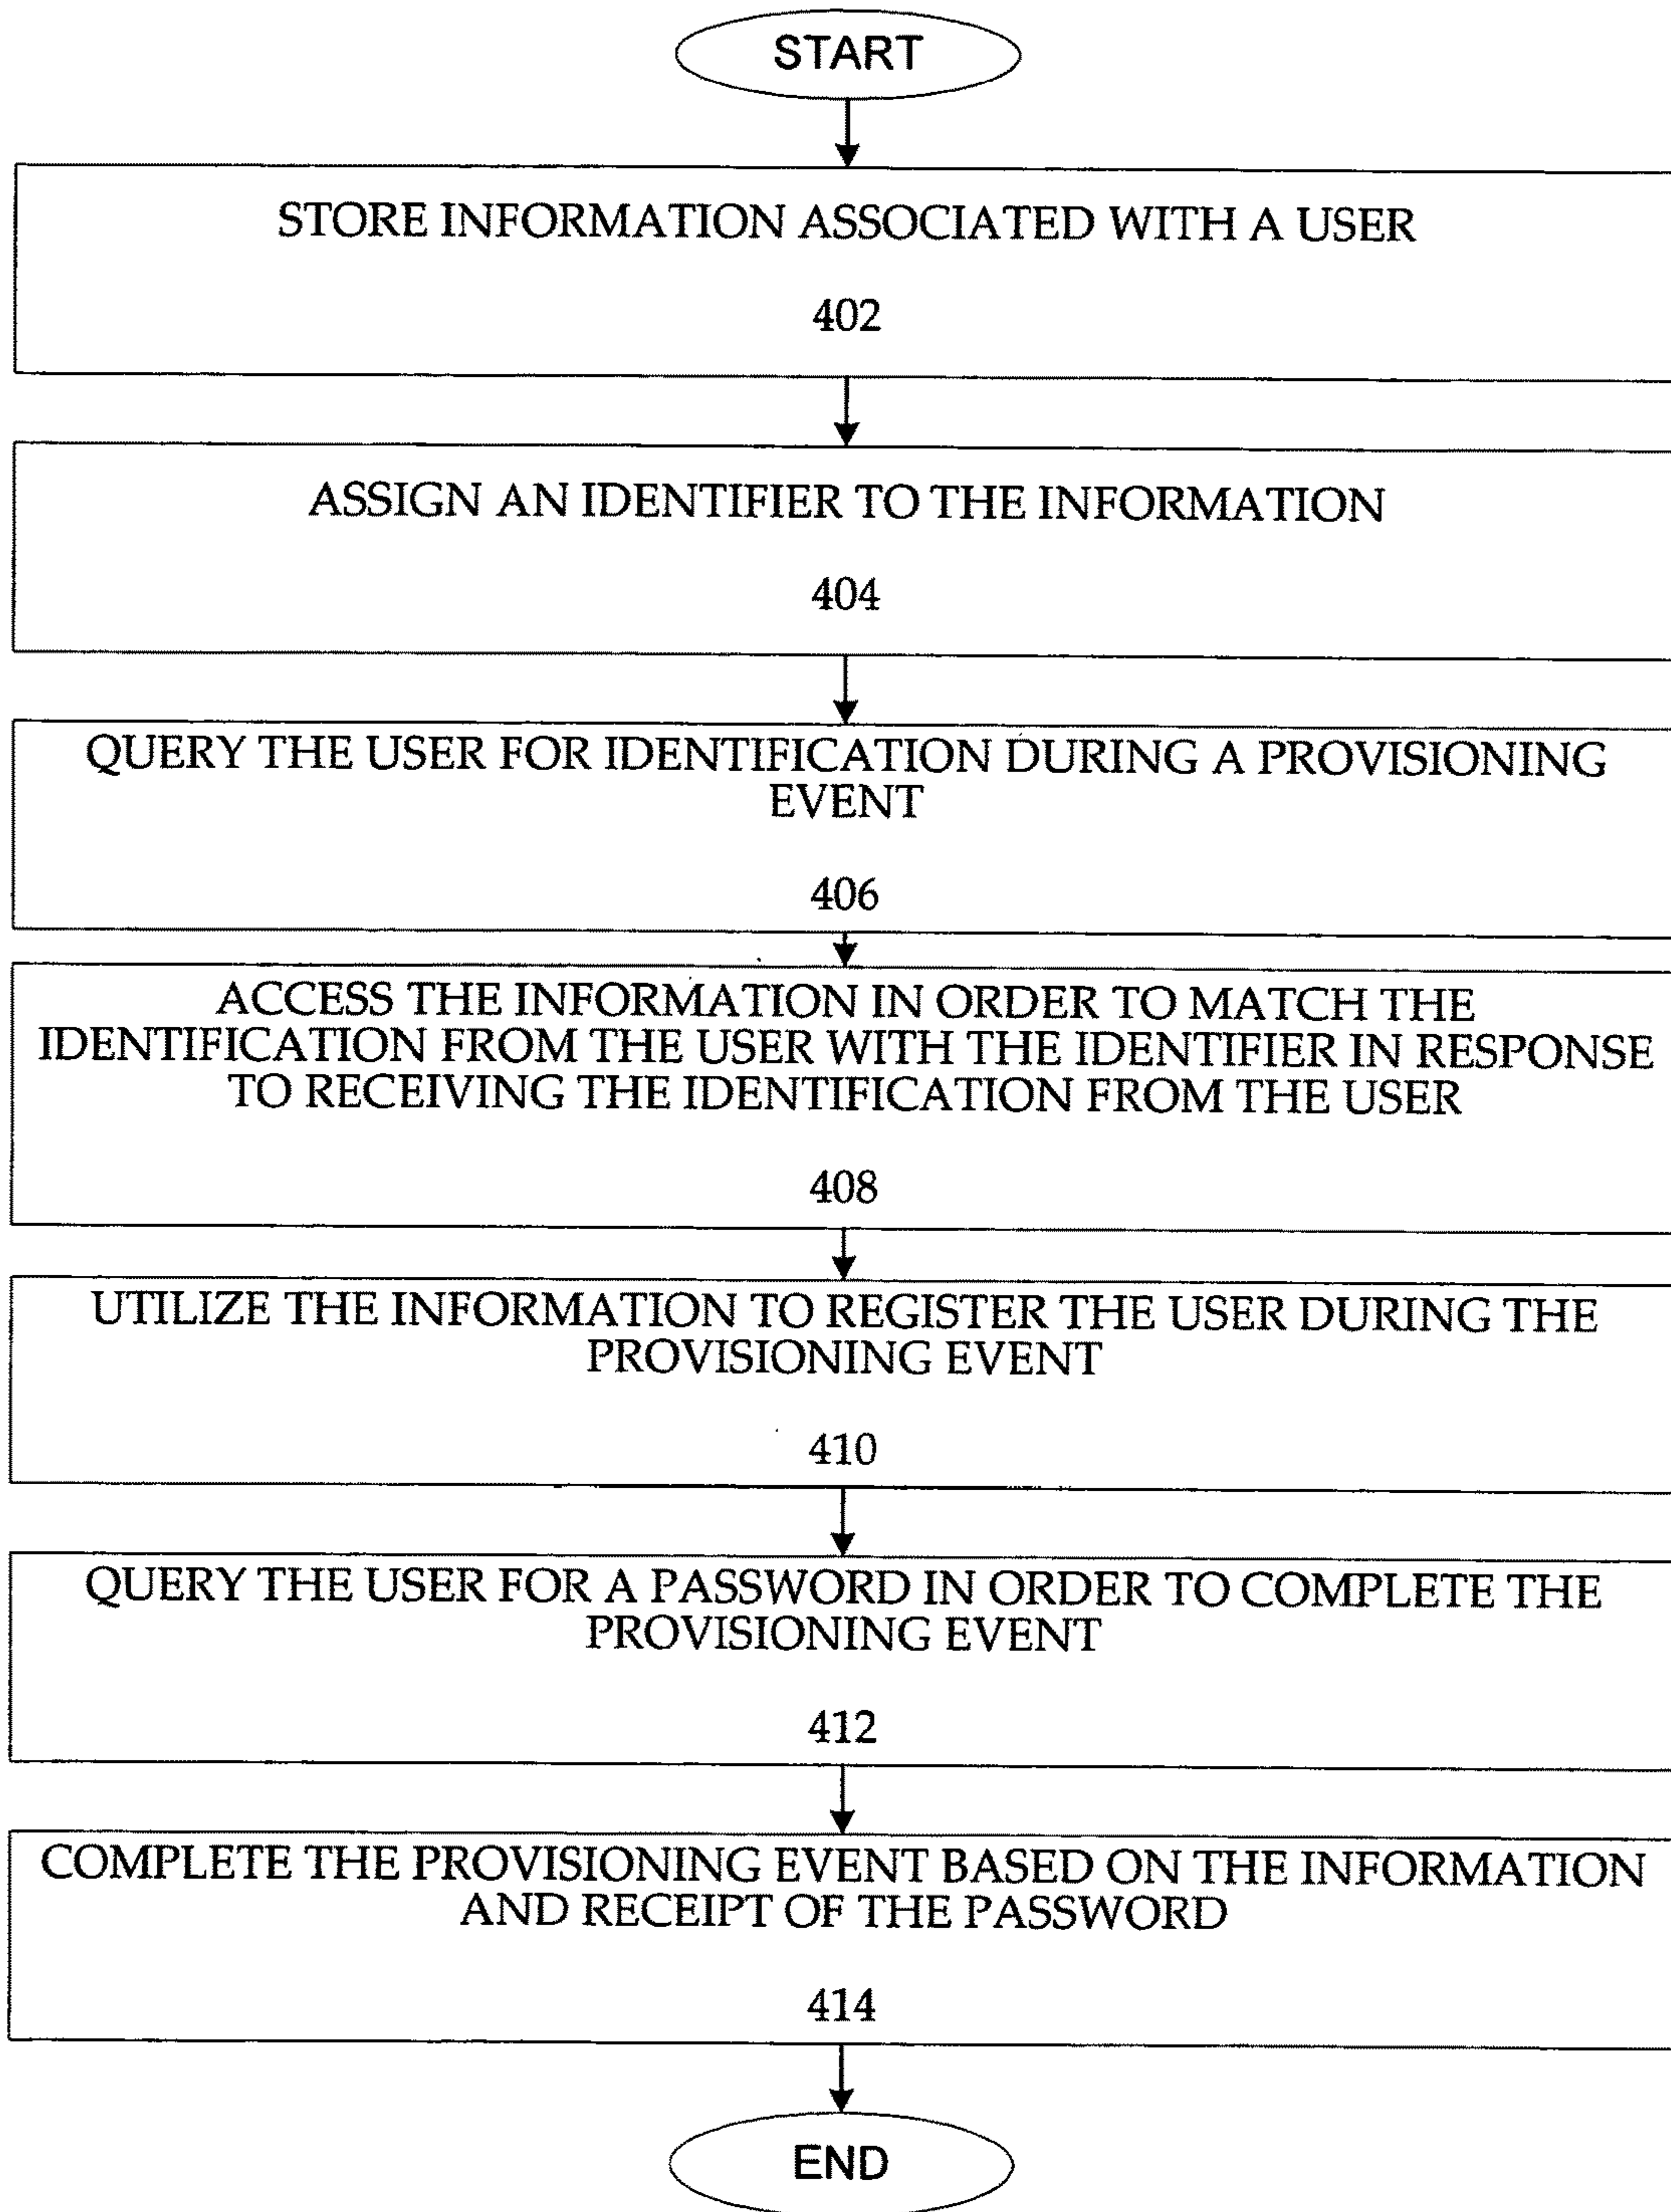 START
STORE INFORMATION ASSOCIATED WITH A USER
402
ASSIGN AN IDENTIFIER TO THE INFORMATION
404
QUERY THE USER FOR IDENTIFICATION DURING A PROVISIONING
EVENT
406
ACCESS THE INFORMATION IN ORDER TO MATCH THE
IDENTIFICATION FROM THE USER WITH THE IDENTIFIER IN RESPONSE
TO RECEIVING THE IDENTIFICATION FROM THE USER
408
UTILIZE THE INFORMATION TO REGISTER THE USER DURING THE
PROVISIONING EVENT
410
QUERY THE USER FOR A PASSWORD IN ORDER TO COMPLETE THE
PROVISIONING EVENT
412
COMPLETE THE PROVISIONING EVENT BASED ON THE INFORMATION
AND RECEIPT OF THE PASSWORD
414
END